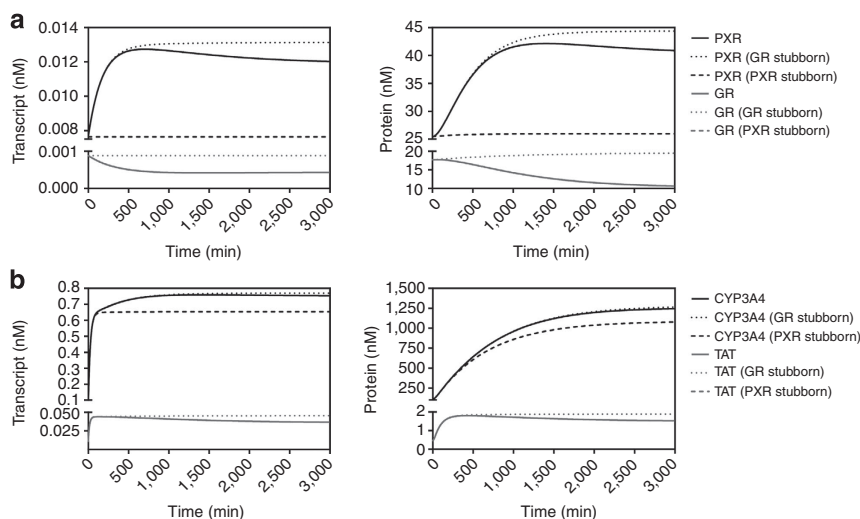 a
Transcript (nM)
0.016
0.014
0.012
0.010
0.008
0.001
0.000
0
500
1,000
1,500
2,000
2,500
3,000
Time (min)
Protein (nM)
45
40
35
30
25
20
15
10
0
500
1,000
1,500
2,000
2,500
3,000
Time (min)
PXR
PXR (GR stubborn)
PXR (PXR stubborn)
GR
GR (GR stubborn)
GR (PXR stubborn)
b
Transcript (nM)
0.8
0.7
0.6
0.5
0.4
0.3
0.2
0.1
0.050
0.025
0
500
1,000
1,500
2,000
2,500
3,000
Time (min)
Protein (nM)
1,500
1,250
1,000
750
500
250
2
1
0
0
500
1,000
1,500
2,000
2,500
3,000
Time (min)
CYP3A4
CYP3A4 (GR stubborn)
CYP3A4 (PXR stubborn)
TAT
TAT (GR stubborn)
TAT (PXR stubborn)